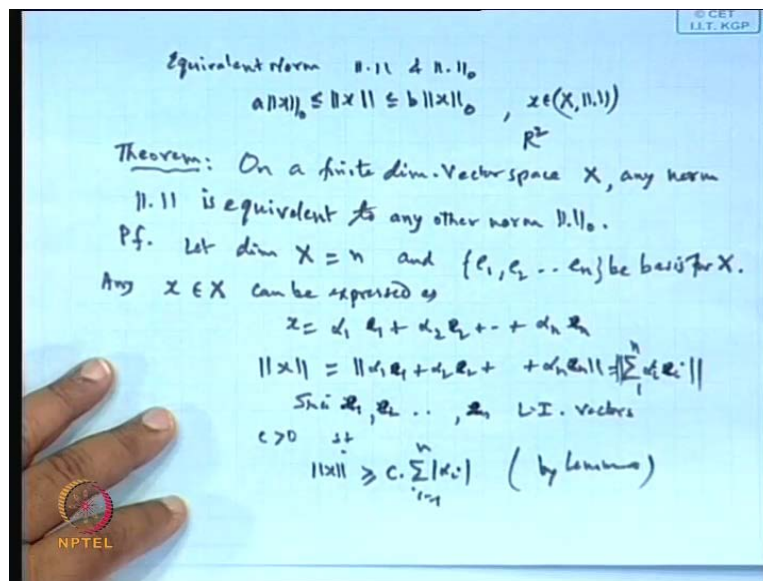 © CET
I.I.T. KGP
Equivalent Norm ||.|| & ||.||₀
a||x||₀ ≤ ||x|| ≤ b||x||₀ , x ∈ (X, ||.||)
R²
Theorem: On a finite dim. vector space X, any norm
||.|| is equivalent to any other norm ||.||₀.
Pf. Let dim X = n and {e₁, e₂ .. en} be basis for X.
Any x ∈ X can be expressed as
x = α₁ e₁ + α₂ e₂ + - + αn en
||x|| = ||α₁e₁ + α₂e₂ + + αnen|| = ||∑₁ⁿ αi ei||
Since e₁, e₂ .. , en L.I. vectors
c > 0 st
||x|| ≥ c. ∑ᵢ₌₁ⁿ |αi| (by Lemma)
NPTEL